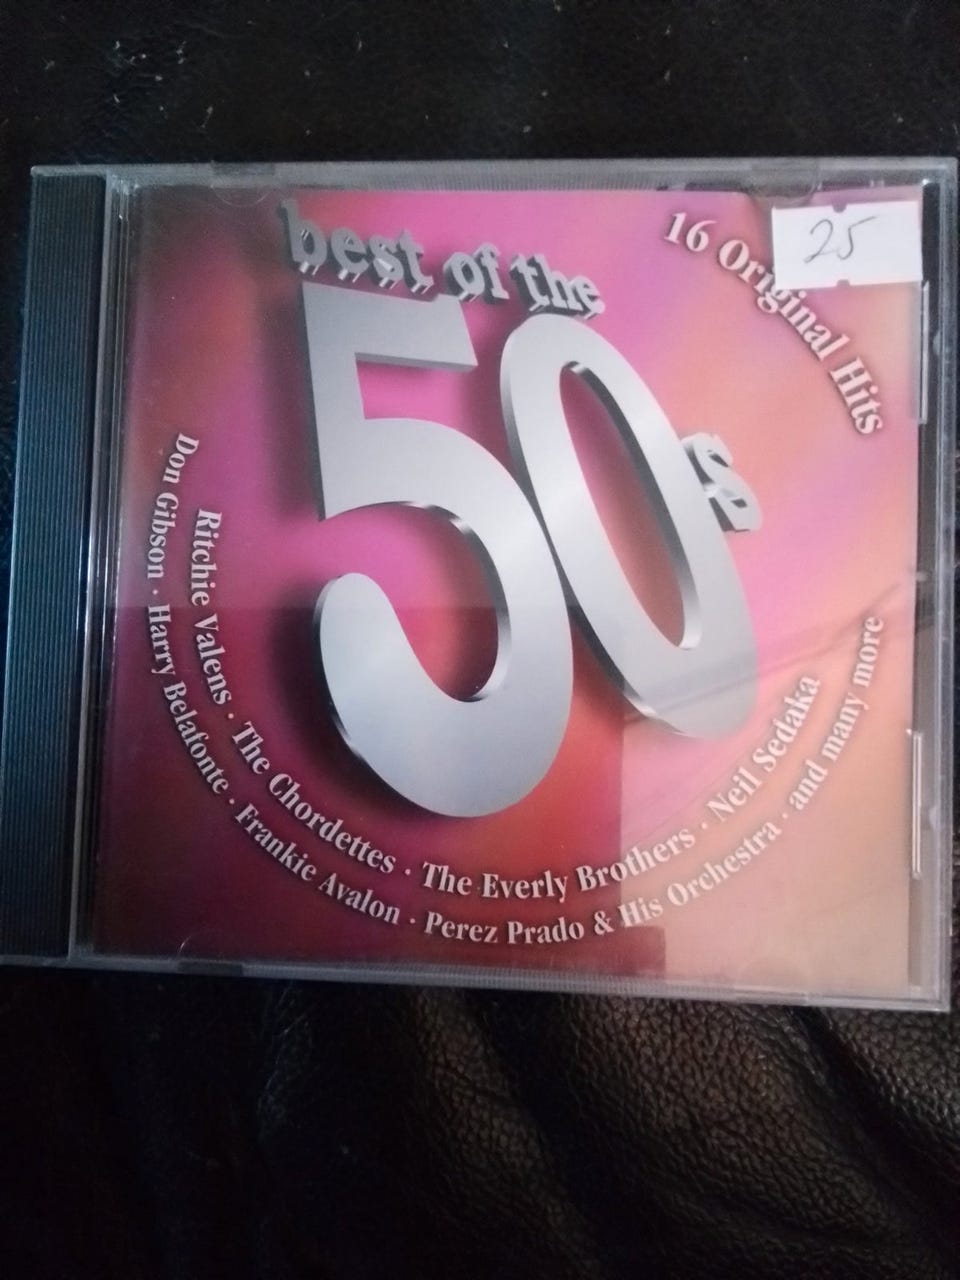 best of the
50s
16 Original Hits
25
Ritchie Valens · The Chordettes · The Everly Brothers · Neil Sedaka
Don Gibson · Harry Belafonte · Frankie Avalon · Perez Prado & His Orchestra · and many more